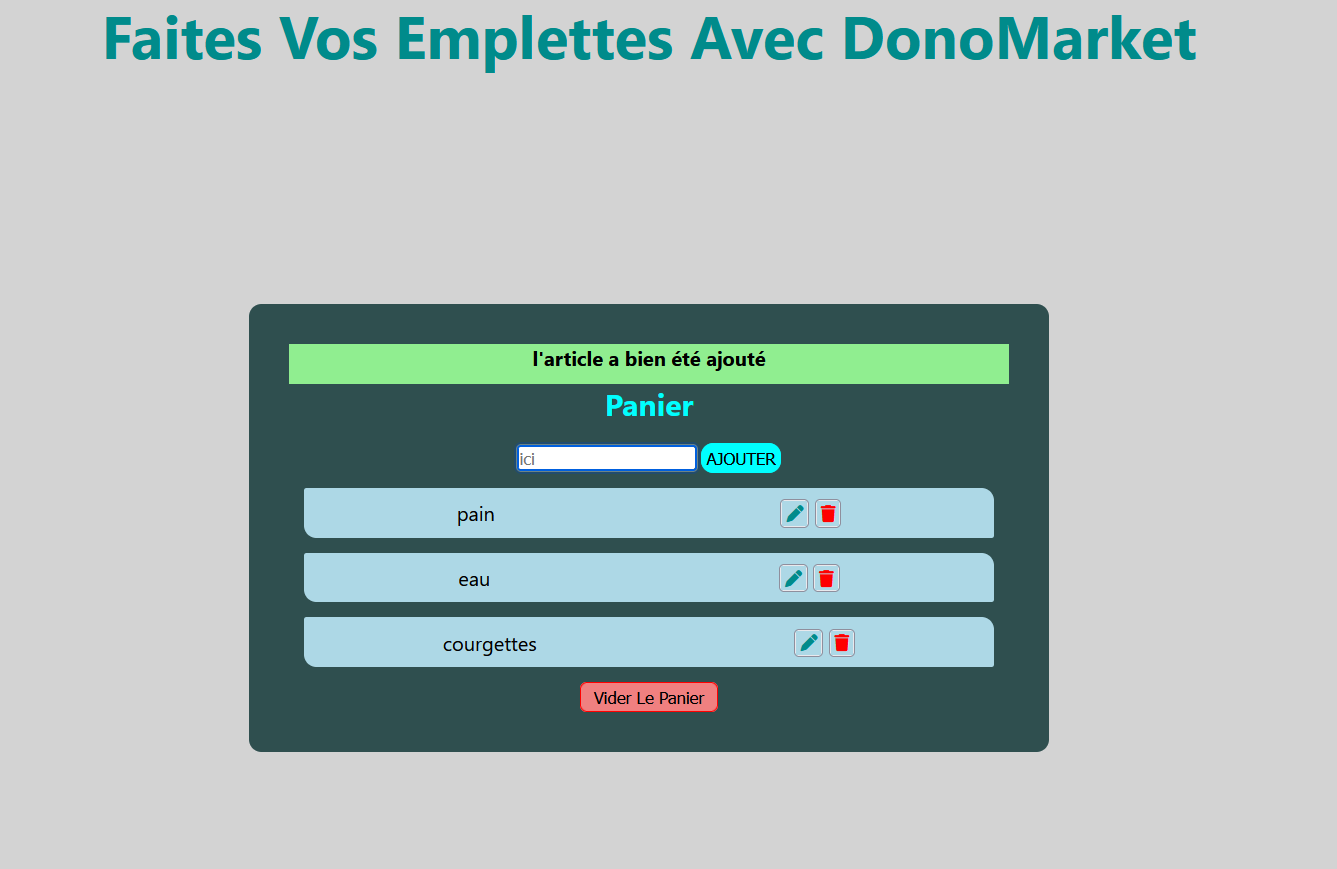 Faites Vos Emplettes Avec DonoMarket
l'article a bien été ajouté
Panier
ici AJOUTER
pain
eau
courgettes
Vider Le Panier